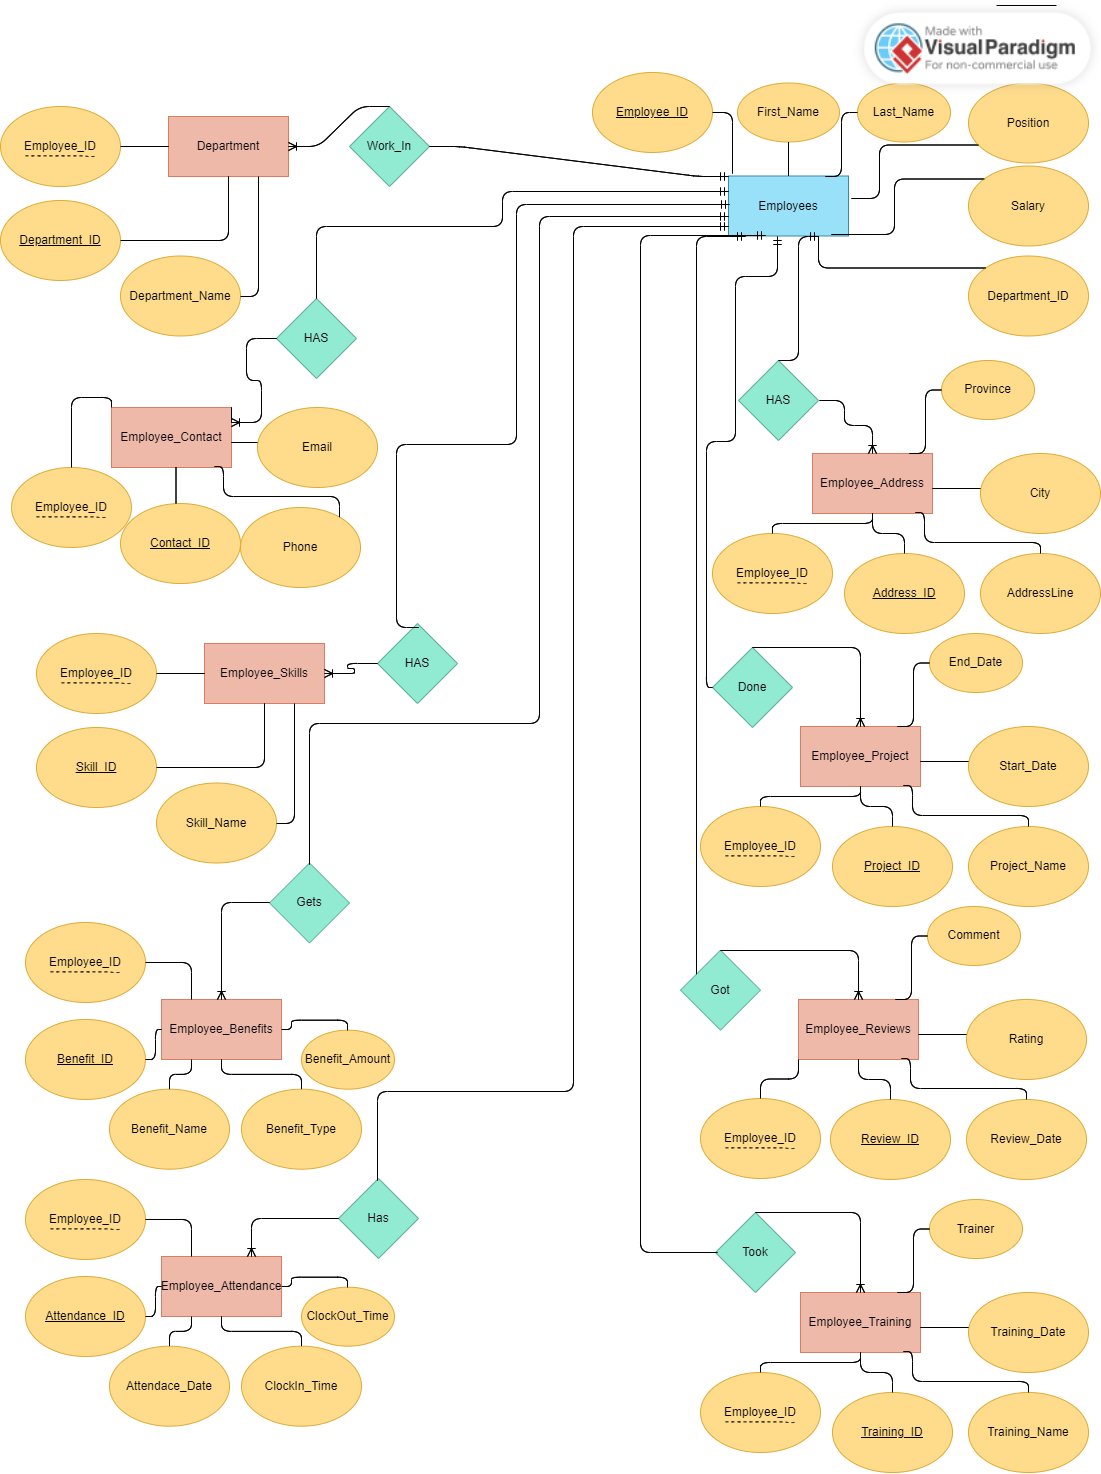 Made with
Visual Paradigm
For non-commercial use
Employee_ID
First_Name
Last_Name
Position
Employee_ID
Department
Work_In
Employees
Salary
Department_ID
Department_Name
Department_ID
HAS
HAS
Province
Employee_Contact
Email
Employee_Address
City
Employee_ID
Contact_ID
Phone
Employee_ID
Address_ID
AddressLine
Employee_ID
Employee_Skills
HAS
End_Date
Done
Skill_ID
Employee_Project
Start_Date
Skill_Name
Employee_ID
Project_ID
Project_Name
Gets
Comment
Employee_ID
Got
Employee_Benefits
Employee_Reviews
Rating
Benefit_ID
Benefit_Amount
Benefit_Name
Benefit_Type
Employee_ID
Review_ID
Review_Date
Employee_ID
Has
Trainer
Took
Employee_Attendance
Attendance_ID
ClockOut_Time
Employee_Training
Training_Date
Attendace_Date
ClockIn_Time
Employee_ID
Training_ID
Training_Name